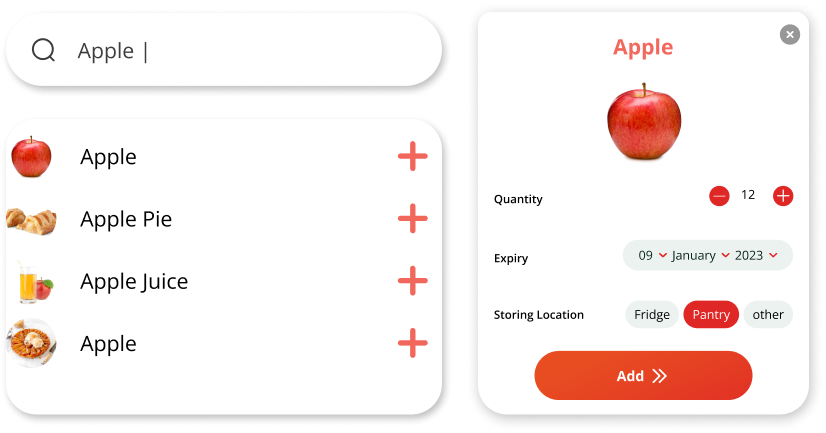 Apple |
Apple
Apple Pie
Apple Juice
Apple
Apple
Quantity 12
Expiry 09 January 2023
Storing Location Fridge Pantry other
Add